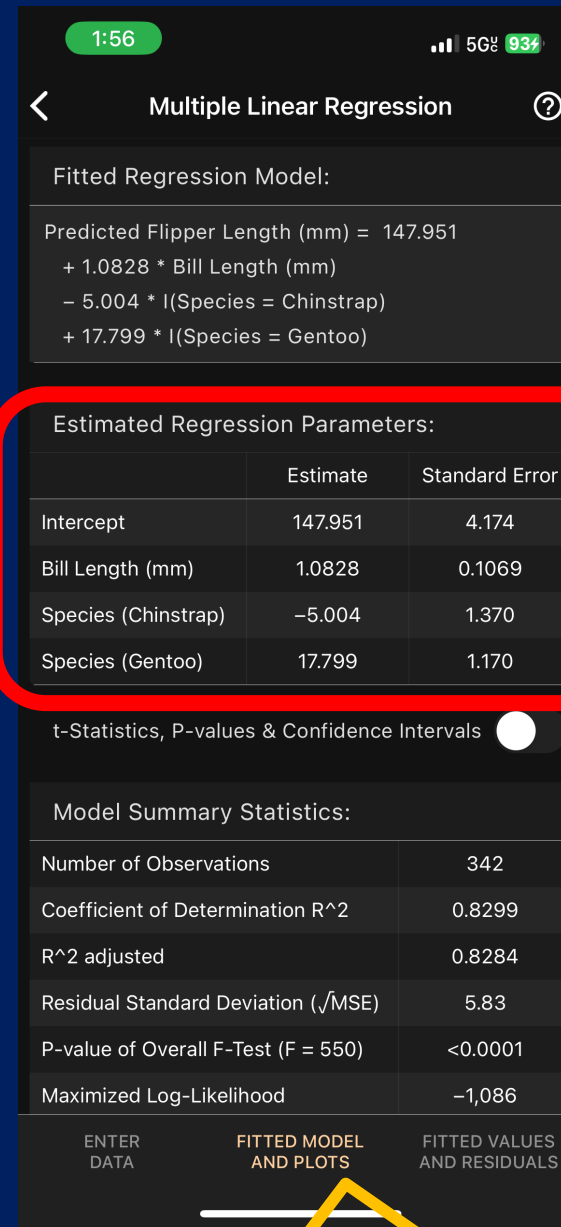 1:56
5G 93
Multiple Linear Regression
Fitted Regression Model:
Predicted Flipper Length (mm) = 147.951
+ 1.0828 * Bill Length (mm)
– 5.004 * I(Species = Chinstrap)
+ 17.799 * I(Species = Gentoo)
Estimated Regression Parameters:
Estimate Standard Error
Intercept 147.951 4.174
Bill Length (mm) 1.0828 0.1069
Species (Chinstrap) –5.004 1.370
Species (Gentoo) 17.799 1.170
t-Statistics, P-values & Confidence Intervals
Model Summary Statistics:
Number of Observations 342
Coefficient of Determination R^2 0.8299
R^2 adjusted 0.8284
Residual Standard Deviation (√MSE) 5.83
P-value of Overall F-Test (F = 550) <0.0001
Maximized Log-Likelihood –1,086
ENTER DATA
FITTED MODEL AND PLOTS
FITTED VALUES AND RESIDUALS